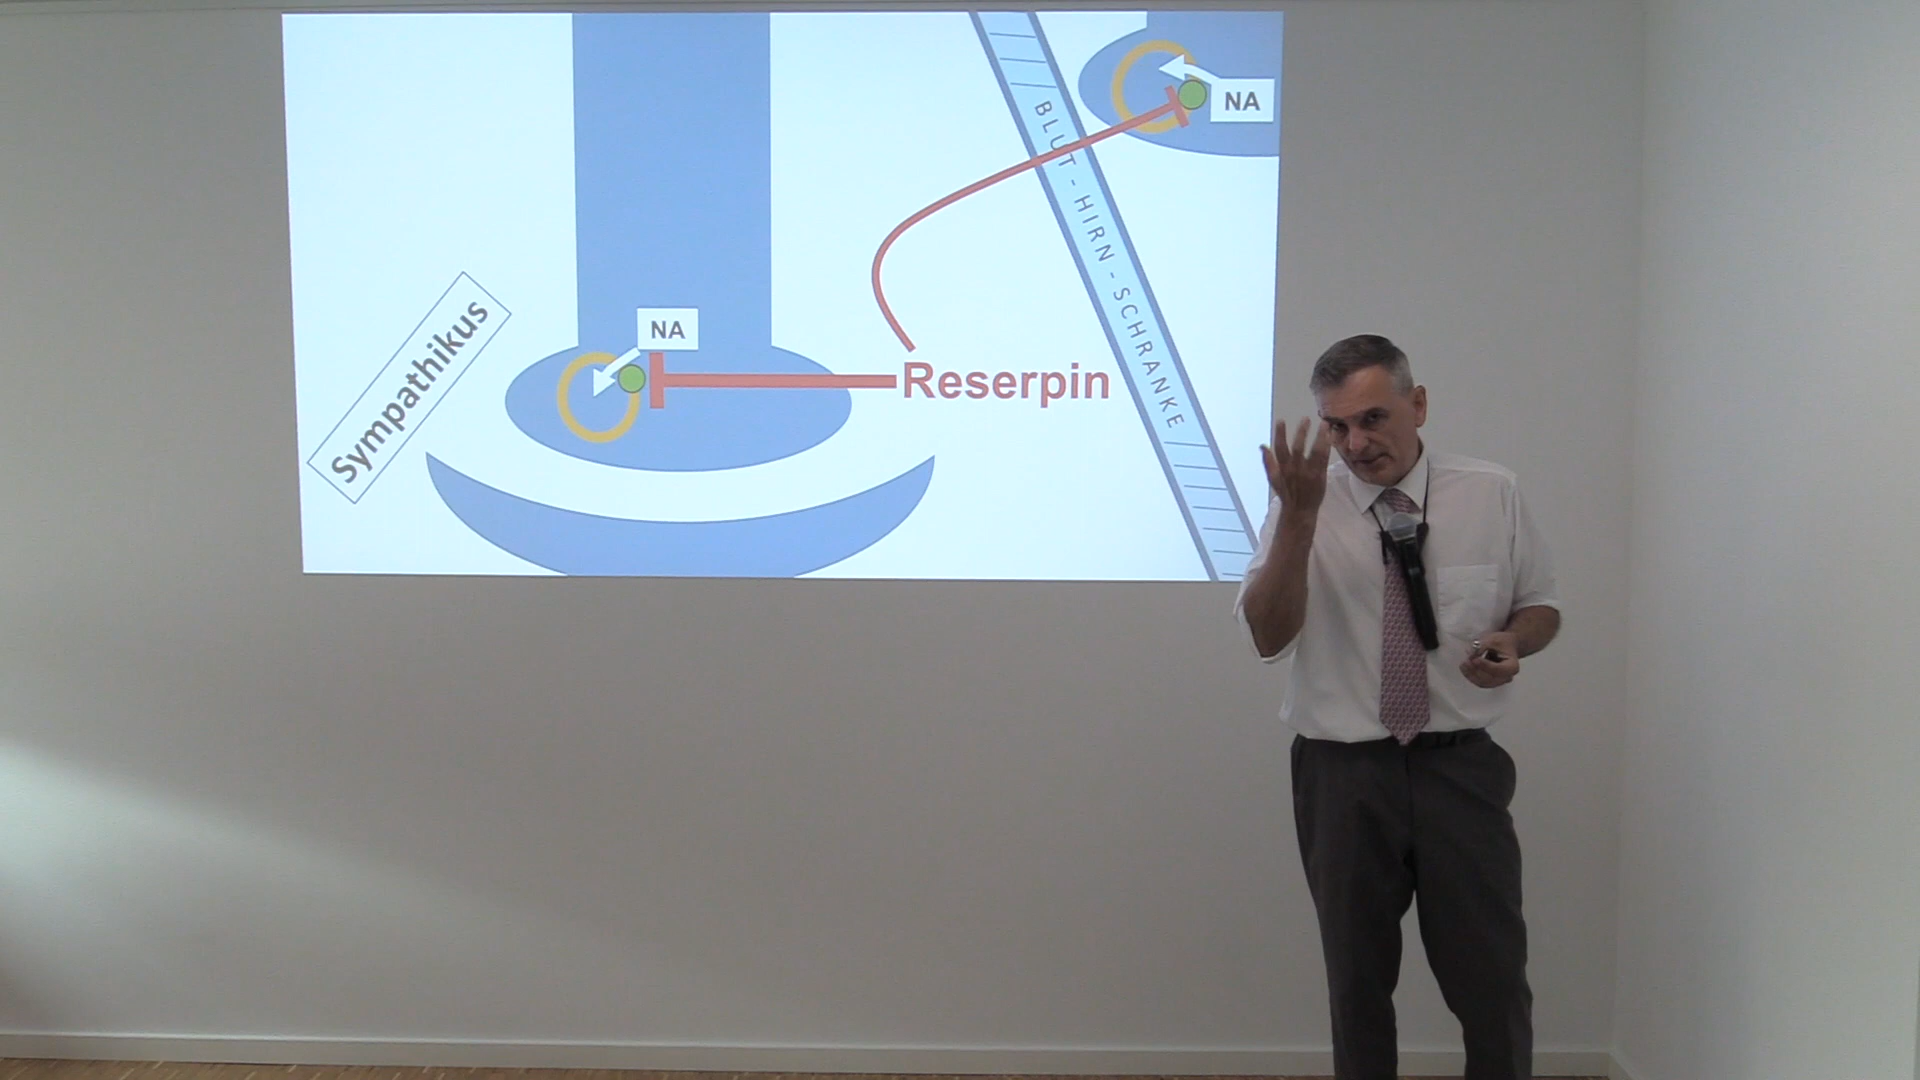 NA
BLUT-HIRN-SCHRANKE
Sympathikus
NA
Reserpin